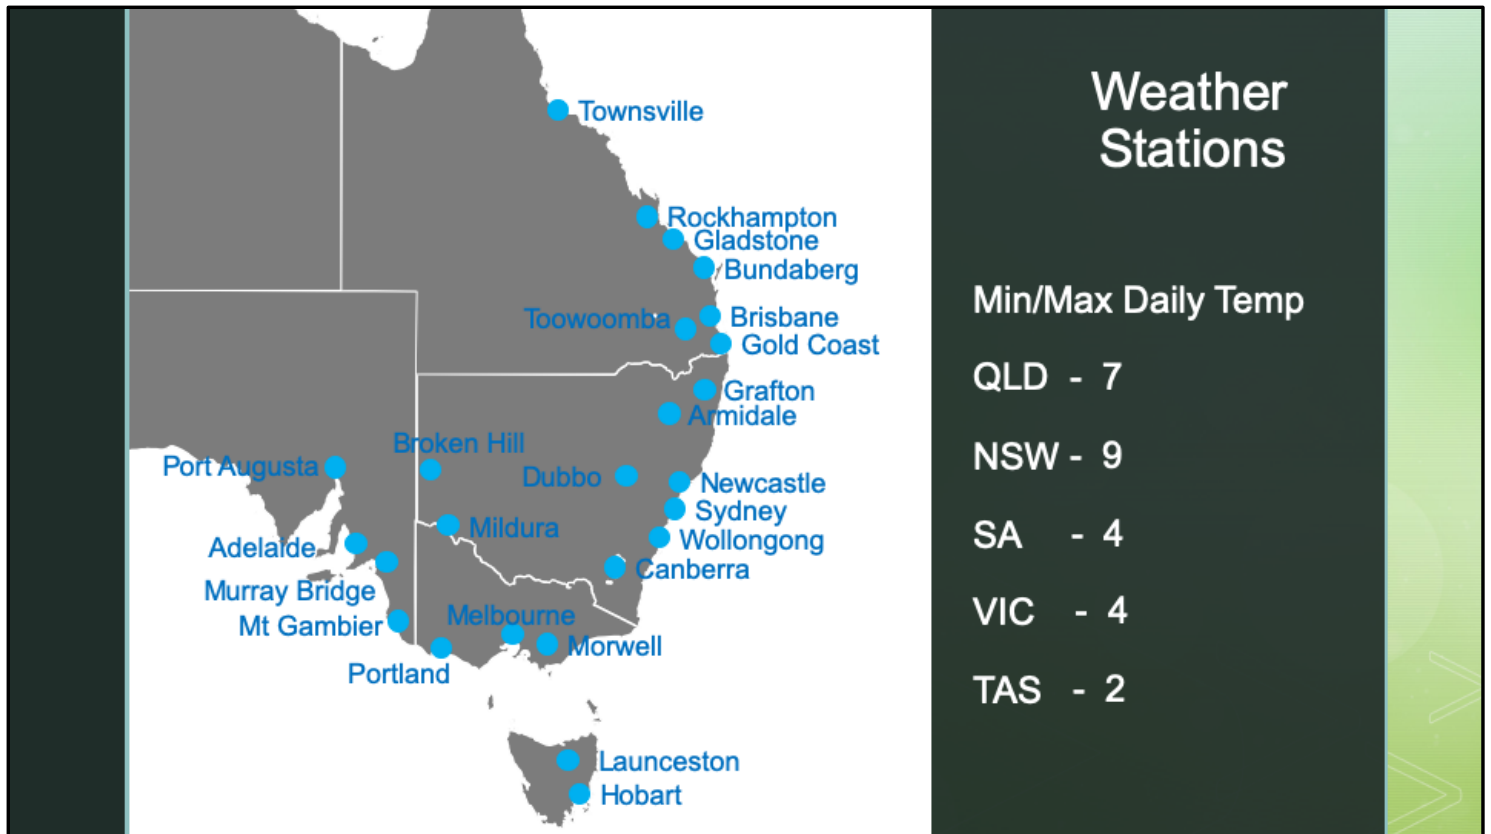 Weather
Stations
Townsville
Rockhampton
Gladstone
Bundaberg
Toowoomba
Brisbane
Gold Coast
Grafton
Armidale
Broken Hill
Port Augusta
Dubbo
Newcastle
Sydney
Mildura
Wollongong
Adelaide
Canberra
Murray Bridge
Melbourne
Mt Gambier
Morwell
Portland
Launceston
Hobart
Min/Max Daily Temp
QLD - 7
NSW - 9
SA - 4
VIC - 4
TAS - 2